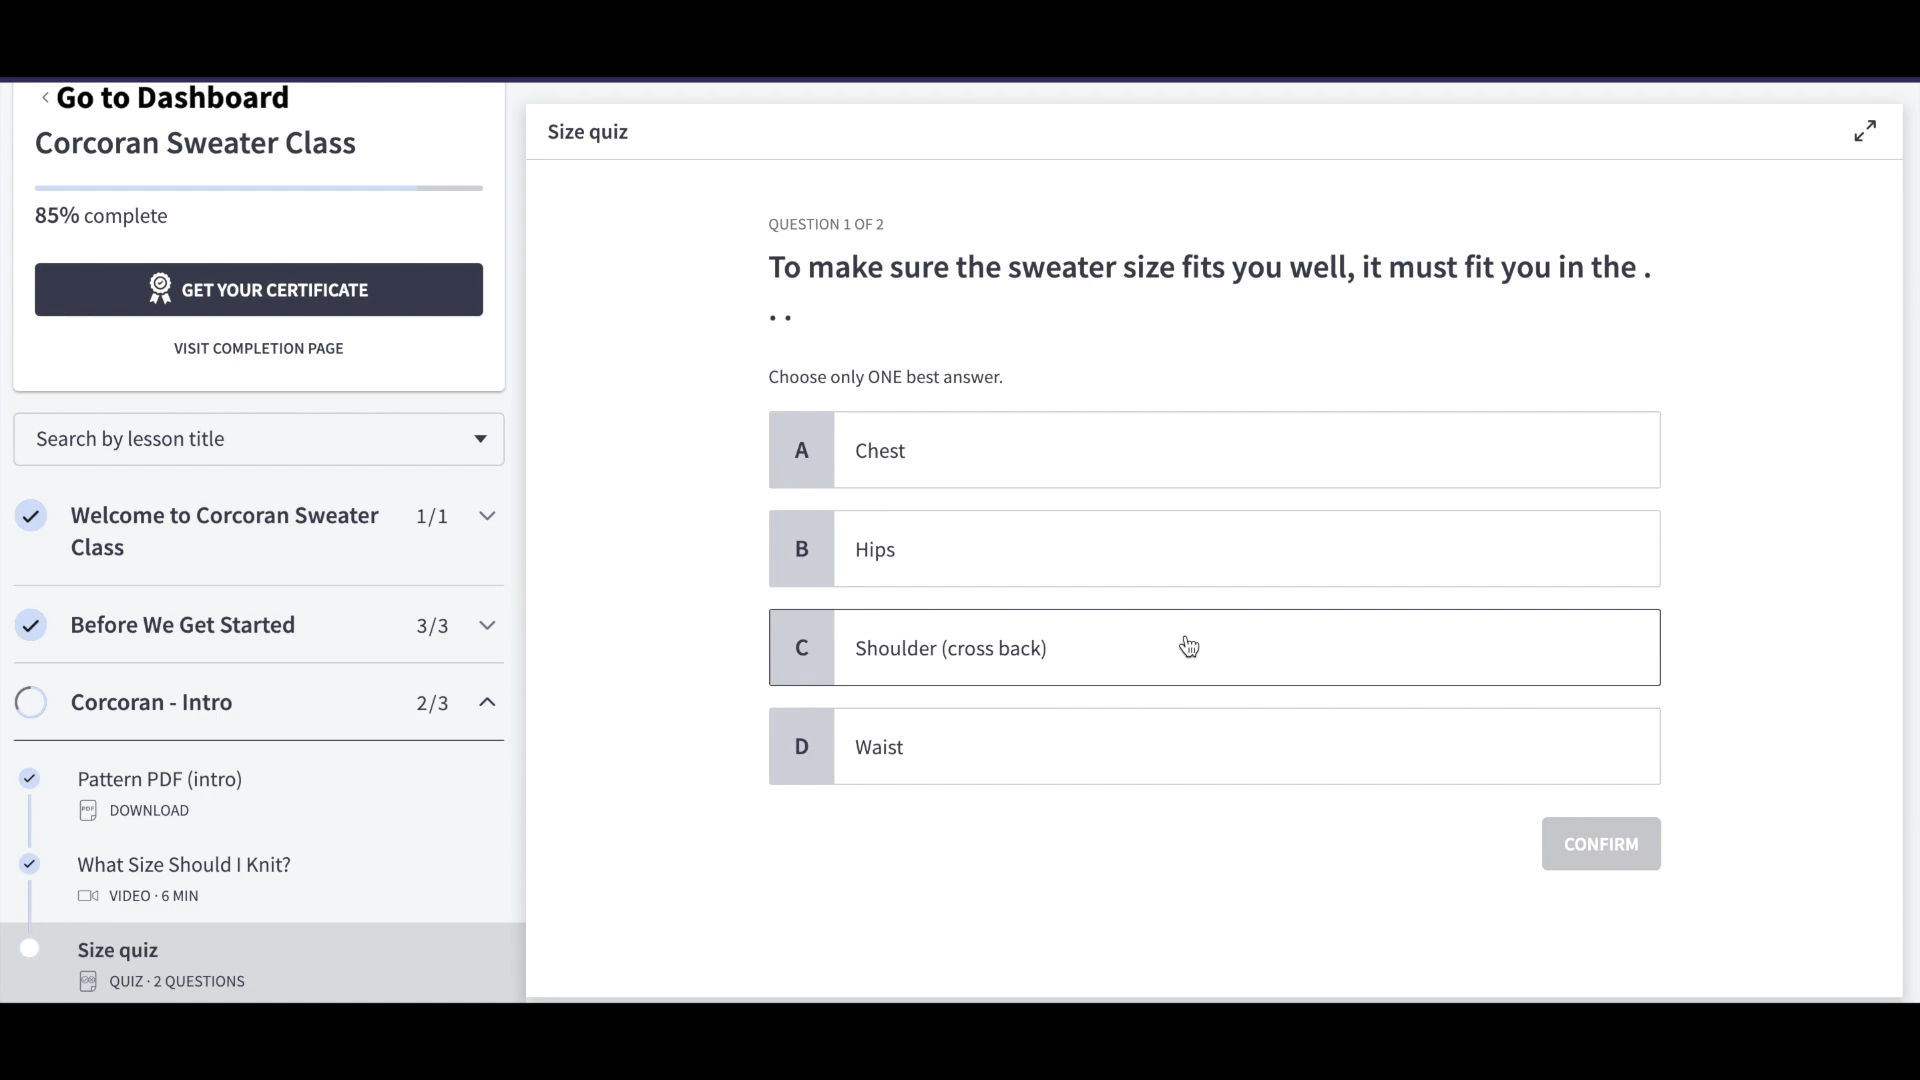 Go to Dashboard
Corcoran Sweater Class
85% complete
GET YOUR CERTIFICATE
VISIT COMPLETION PAGE
Search by lesson title
Welcome to Corcoran Sweater
Class
1/1
Before We Get Started
3/3
Corcoran - Intro
2/3
Pattern PDF (intro)
PDF
DOWNLOAD
What Size Should I Knit?
VIDEO · 6 MIN
Size quiz
QUIZ · 2 QUESTIONS
Size quiz
QUESTION 1 OF 2
To make sure the sweater size fits you well, it must fit you in the .
. .
Choose only ONE best answer.
A Chest
B Hips
C Shoulder (cross back)
D Waist
CONFIRM